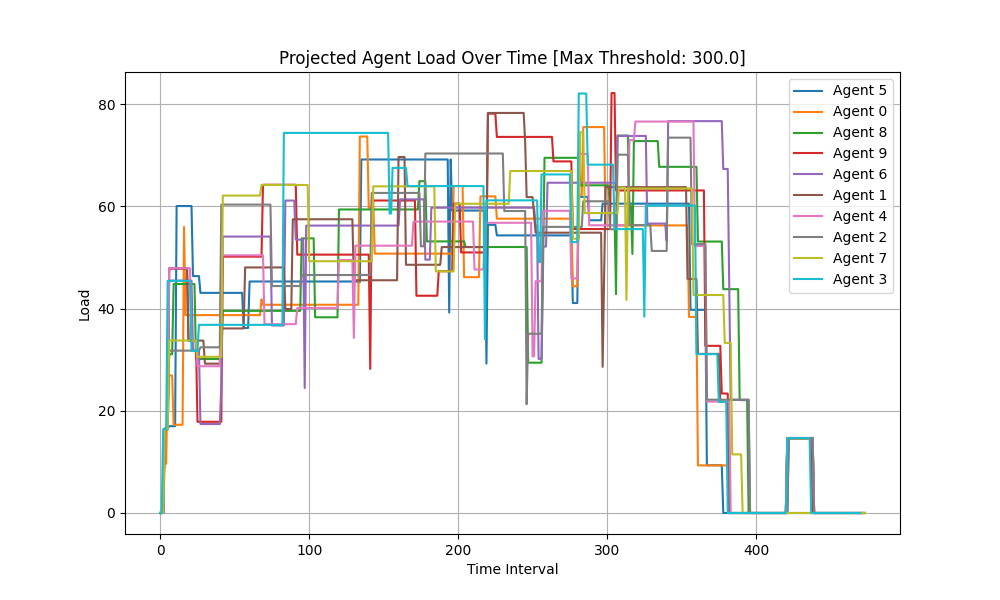 Projected Agent Load Over Time [Max Threshold: 300.0]
Load
80
60
40
20
0
0 100 200 300 400
Time Interval
Agent 5
Agent 0
Agent 8
Agent 9
Agent 6
Agent 1
Agent 4
Agent 2
Agent 7
Agent 3